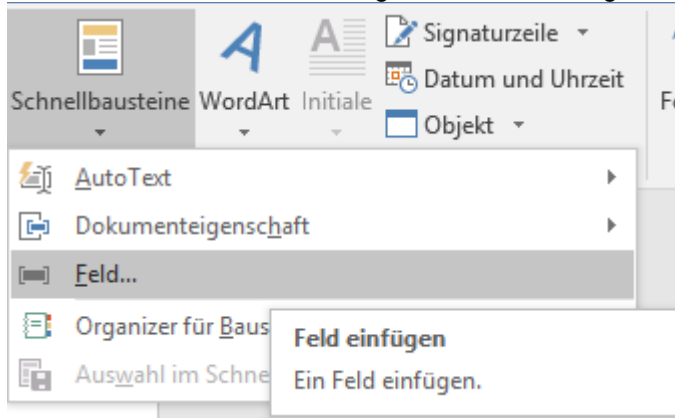 Signaturzeile
Datum und Uhrzeit
Objekt
Schnellbausteine WordArt Initiale
AutoText
Dokumenteigenschaft
Feld...
Organizer für Baus
Auswahl im Schne
Feld einfügen
Ein Feld einfügen.